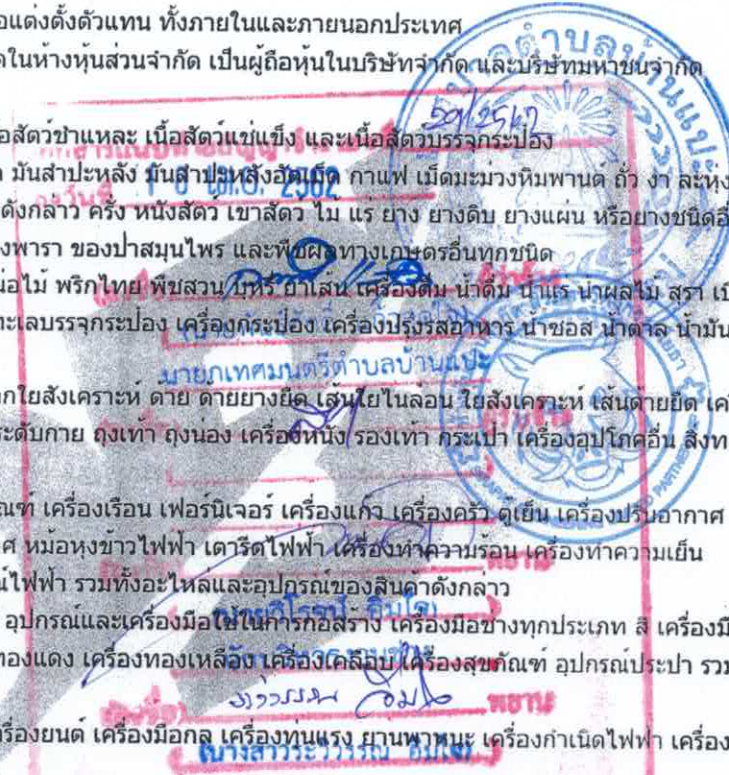 อแต่งตั้งตัวแทน ทั้งภายในและภายนอกประเทศ
ดในห้างหุ้นส่วนจำกัด เป็นผู้ถือหุ้นในบริษัทจำกัด และบริษัทมหาชนจำกัด
501/2562
อสัตว์ชำแหละ เนื้อสัตว์แช่แข็ง และเนื้อสัตว์บรรจุกระป๋อง
มันสำปะหลัง มันสำปะหลังอัดเม็ด กาแฟ เม็ดมะม่วงหิมพานต์ ถั่ว งา ละหุ่ง
2562
ดังกล่าว ครั่ง หนังสัตว์ เขาสัตว์ ไม้ แร่ ยาง ยางดิบ ยางแผ่น หรือยางชนิดอื่
งพารา ของป่าสมุนไพร และพืชผลทางเกษตรอื่นทุกชนิด
น่อไม้ พริกไทย พืชสวน บุหรี่ ยาเส้น เครื่องดื่ม น้ำดื่ม น้ำแร่ น้ำผลไม้ สุรา เบี
ทะเลบรรจุกระป๋อง เครื่องกระป๋อง เครื่องปรุงรสอาหาร น้ำซอส น้ำตาล น้ำมัน
นายกเทศมนตรีตำบลบ้านแปะ
กใยสังเคราะห์ ด้าย ด้ายยางยืด เส้นใยไนล่อน ใยสังเคราะห์ เส้นด้ายยืด เค
ระดับกาย ถุงเท้า ถุงน่อง เครื่องหนัง รองเท้า กระเป๋า เครื่องอุปโภคอื่น สิ่งท
ณฑ์ เครื่องเรือน เฟอร์นิเจอร์ เครื่องแก้ว เครื่องครัว ตู้เย็น เครื่องปรับอากาศ
ศ หม้อหุงข้าวไฟฟ้า เตารีดไฟฟ้า เครื่องทำความร้อน เครื่องทำความเย็น
พยาน
น์ไฟฟ้า รวมทั้งอะไหล่และอุปกรณ์ของสินค้าดังกล่าว
อุปกรณ์และเครื่องมือใช้ในการก่อสร้าง เครื่องมือช่างทุกประเภท สี เครื่องมื
ทองแดง เครื่องทองเหลือง เครื่องเคลือบ เครื่องสุขภัณฑ์ อุปกรณ์ประปา รวม
พยาน
ครื่องยนต์ เครื่องมือกล เครื่องทุ่นแรง ยานพาหนะ เครื่องกำเนิดไฟฟ้า เครื่อง